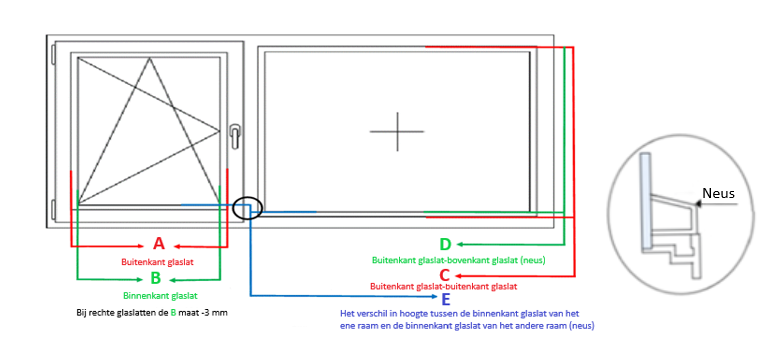 Neus
A
Buitenkant glaslat
B
Binnenkant glaslat
Bij rechte glaslatten de B maat -3 mm
D
Buitenkant glaslat-bovenkant glaslat (neus)
C
Buitenkant glaslat-buitenkant glaslat
E
Het verschil in hoogte tussen de binnenkant glaslat van het
ene raam en de binnenkant glaslat van het andere raam (neus)